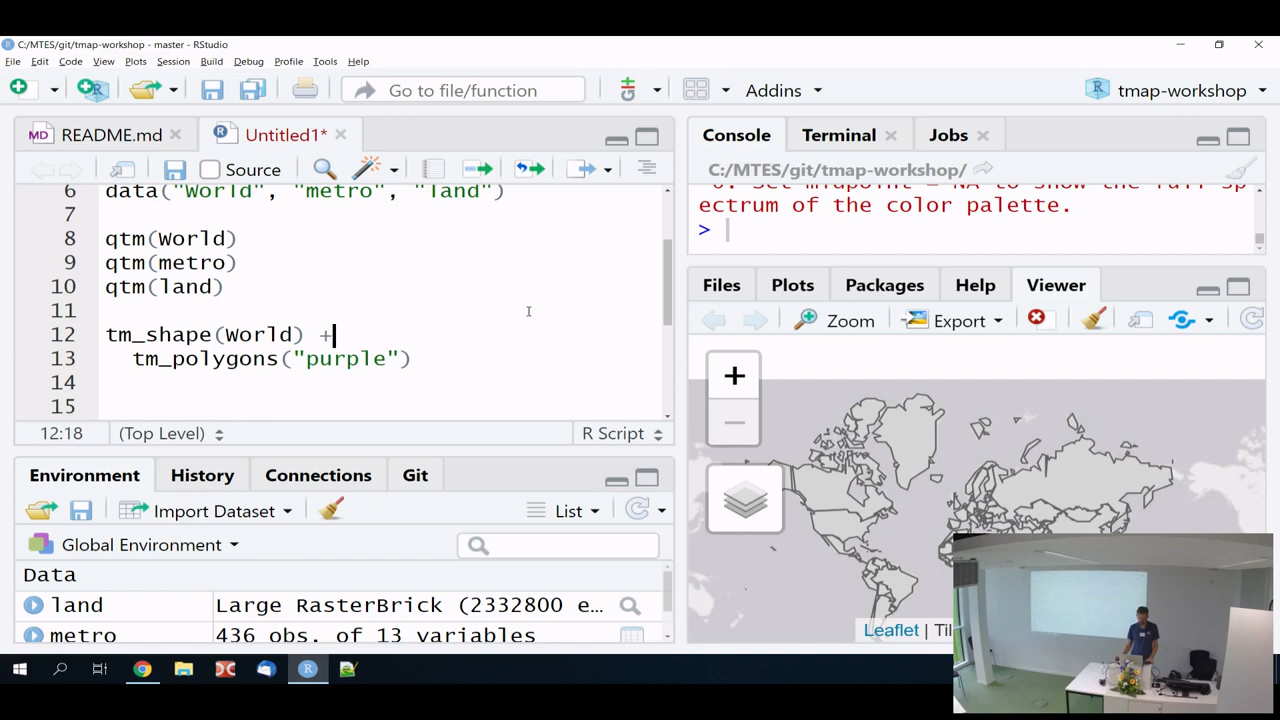 C:/MTES/git/tmap-workshop - master - RStudio
File Edit Code View Plots Session Build Debug Profile Tools Help
Go to file/function
Addins
tmap-workshop
README.md
Untitled1*
Source
6 data("World", "metro", "land")
7
8 qtm(World)
9 qtm(metro)
10 qtm(land)
11
12 tm_shape(World) +
13 tm_polygons("purple")
14
15
12:18 (Top Level) R Script
Environment History Connections Git
Import Dataset List
Global Environment
Data
land Large RasterBrick (2332800 e...
metro 436 obs. of 13 variables
Console Terminal Jobs
C:/MTES/git/tmap-workshop/
ectrum of the color palette.
>
Files Plots Packages Help Viewer
Zoom Export
+
−
Leaflet | Til